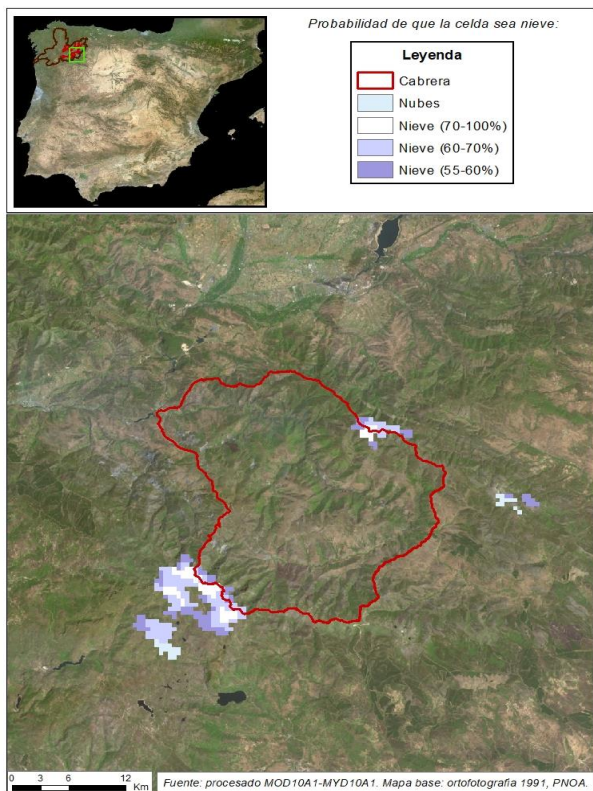 Probabilidad de que la celda sea nieve:
Leyenda
Cabrera
Nubes
Nieve (70-100%)
Nieve (60-70%)
Nieve (55-60%)
0 3 6 12
Km
Fuente: procesado MOD10A1-MYD10A1. Mapa base: ortofotografia 1991, PNOA.